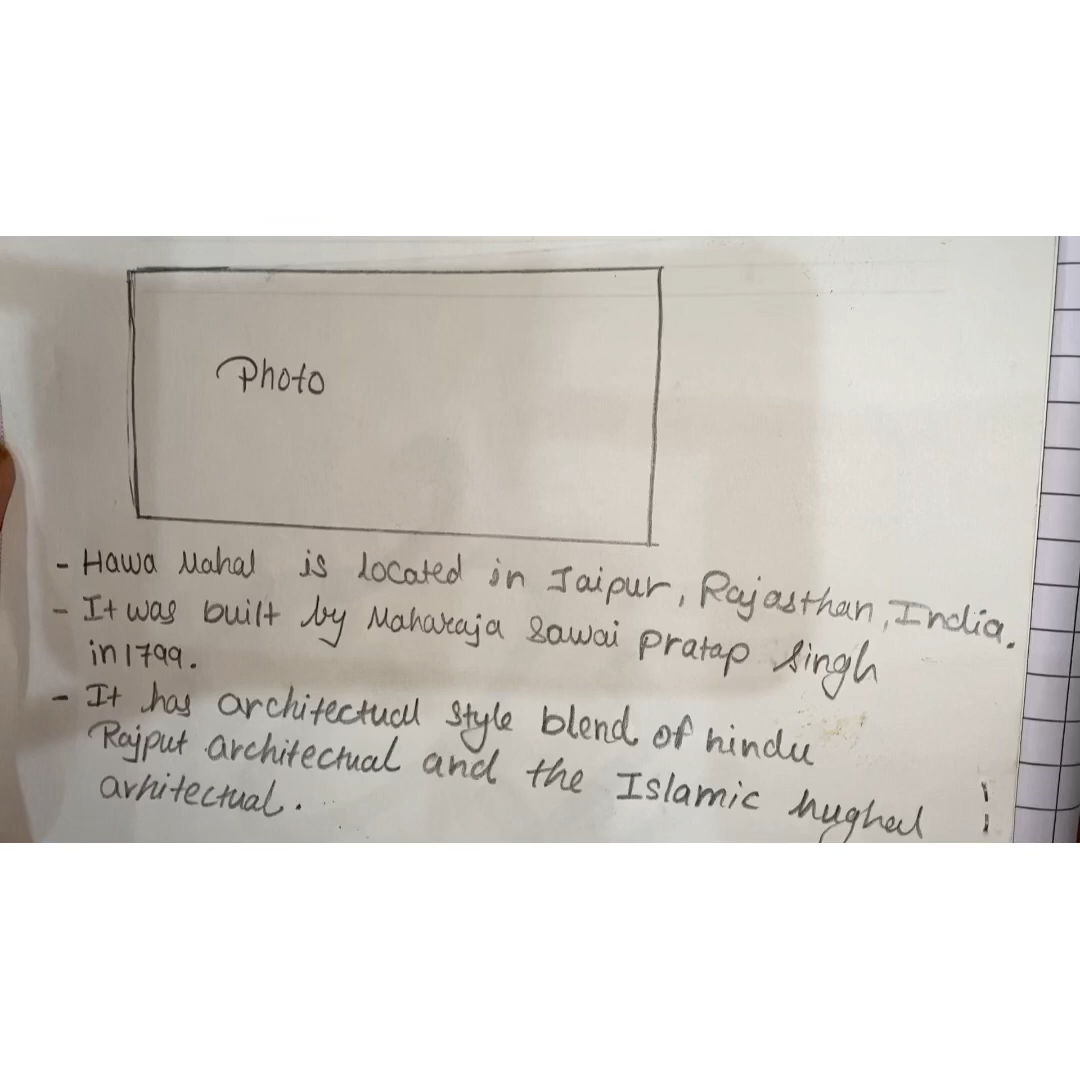 Photo
- Hawa Mahal is located in Jaipur, Rajasthan, India.
- It was built by Maharaja Sawai Pratap Singh
in 1799.
- It has architectual style blend of hindu
Rajput architectual and the Islamic Mughal
arhitectual.